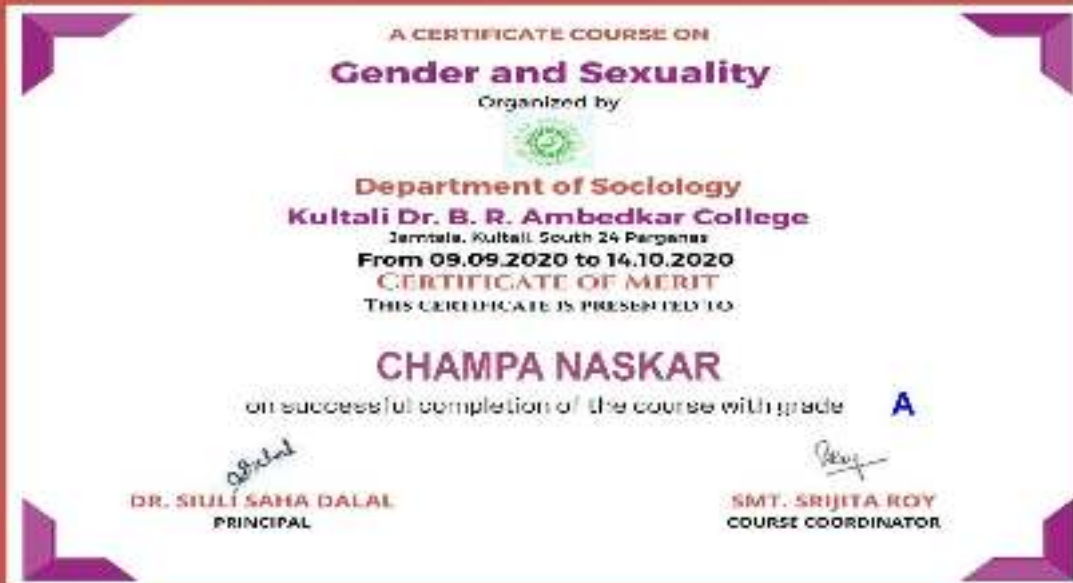 A CERTIFICATE COURSE ON
Gender and Sexuality
Organized by
Department of Sociology
Kultali Dr. B. R. Ambedkar College
Jamtala, Kultali, South 24 Parganas
From 09.09.2020 to 14.10.2020
CERTIFICATE OF MERIT
THIS CERTIFICATE IS PRESENTED TO
CHAMPA NASKAR
on successful completion of the course with grade A
DR. SIULI SAHA DALAL
PRINCIPAL
SMT. SRIJITA ROY
COURSE COORDINATOR